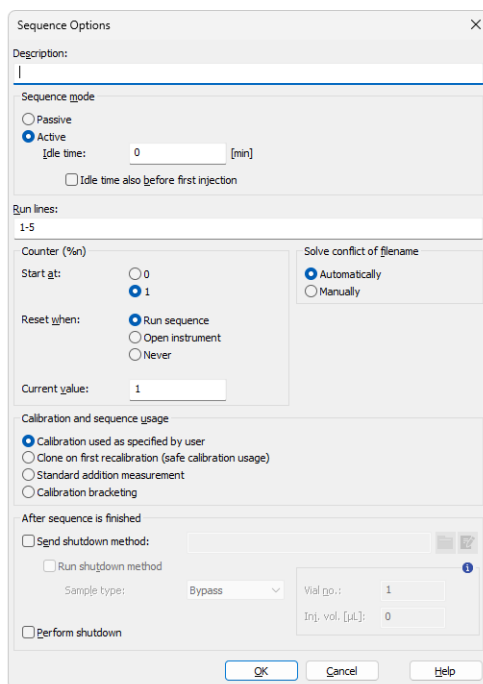 Sequence Options
Description:
Sequence mode
Passive
Active
Idle time: 0 [min]
Idle time also before first injection
Run lines:
1-5
Counter (%n)
Start at: 0
1
Reset when: Run sequence
Open instrument
Never
Current value: 1
Solve conflict of filename
Automatically
Manually
Calibration and sequence usage
Calibration used as specified by user
Clone on first recalibration (safe calibration usage)
Standard addition measurement
Calibration bracketing
After sequence is finished
Send shutdown method:
Run shutdown method
Sample type: Bypass
Vial no.: 1
Inj. vol. [µL]: 0
Perform shutdown
OK Cancel Help